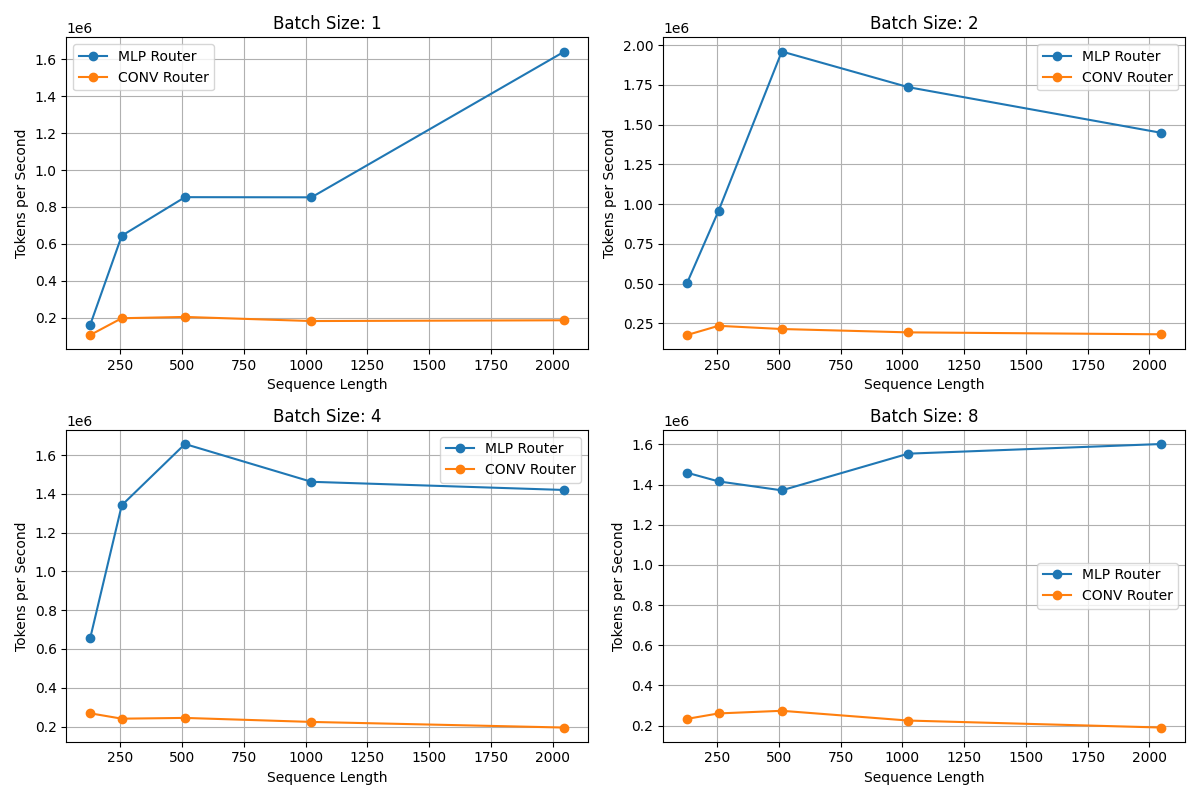 Batch Size: 1
1e6
MLP Router
CONV Router
Tokens per Second
1.6
1.4
1.2
1.0
0.8
0.6
0.4
0.2
250 500 750 1000 1250 1500 1750 2000
Sequence Length
Batch Size: 2
1e6
MLP Router
CONV Router
Tokens per Second
2.00
1.75
1.50
1.25
1.00
0.75
0.50
0.25
250 500 750 1000 1250 1500 1750 2000
Sequence Length
Batch Size: 4
1e6
MLP Router
CONV Router
Tokens per Second
1.6
1.4
1.2
1.0
0.8
0.6
0.4
0.2
250 500 750 1000 1250 1500 1750 2000
Sequence Length
Batch Size: 8
1e6
MLP Router
CONV Router
Tokens per Second
1.6
1.4
1.2
1.0
0.8
0.6
0.4
0.2
250 500 750 1000 1250 1500 1750 2000
Sequence Length